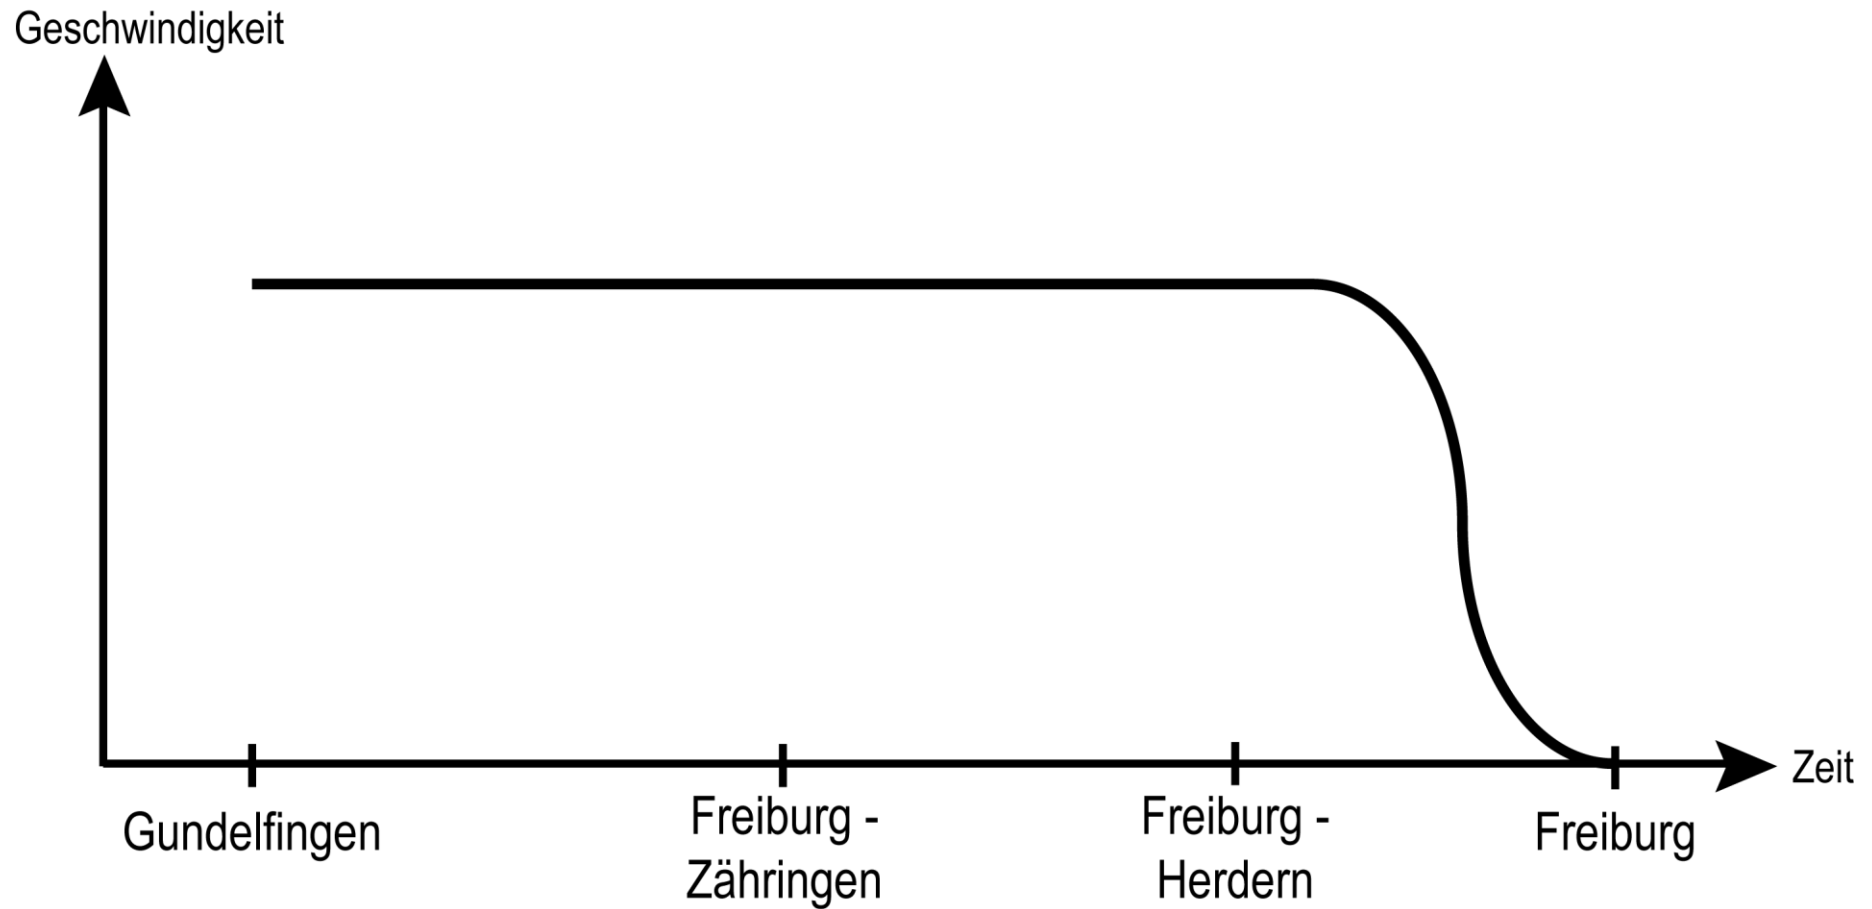 Geschwindigkeit
Zeit
Gundelfingen
Freiburg -
Zähringen
Freiburg -
Herdern
Freiburg